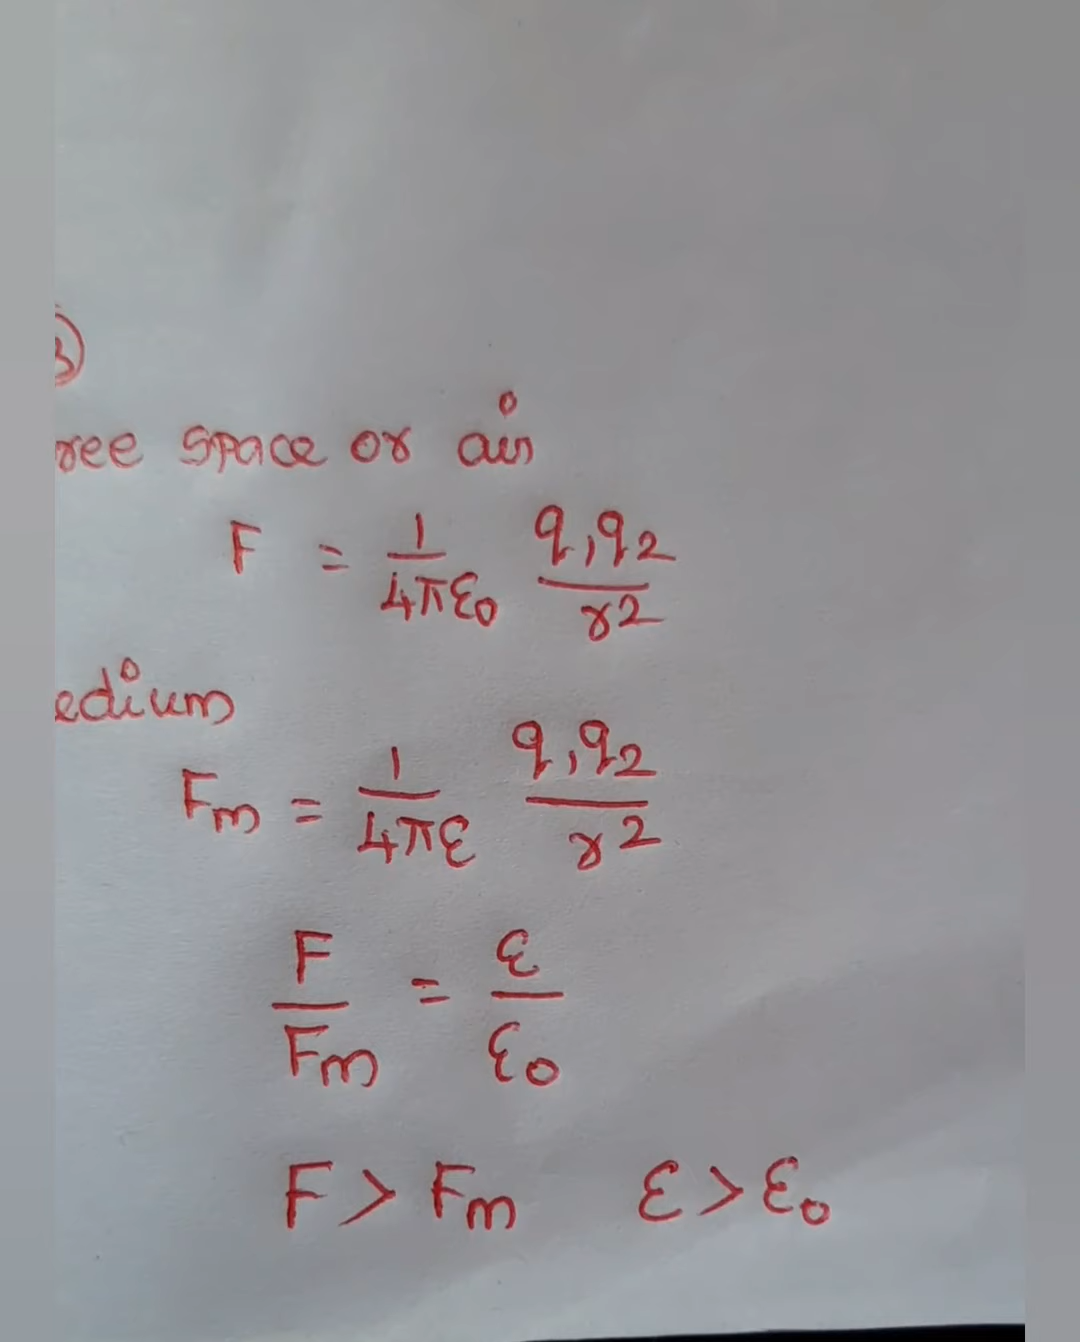 3)
ree space or air
F = 1/4πε0 q1q2/r2
edium
Fm = 1/4πε q1q2/r2
F/Fm = ε/ε0
F > Fm ε > ε0